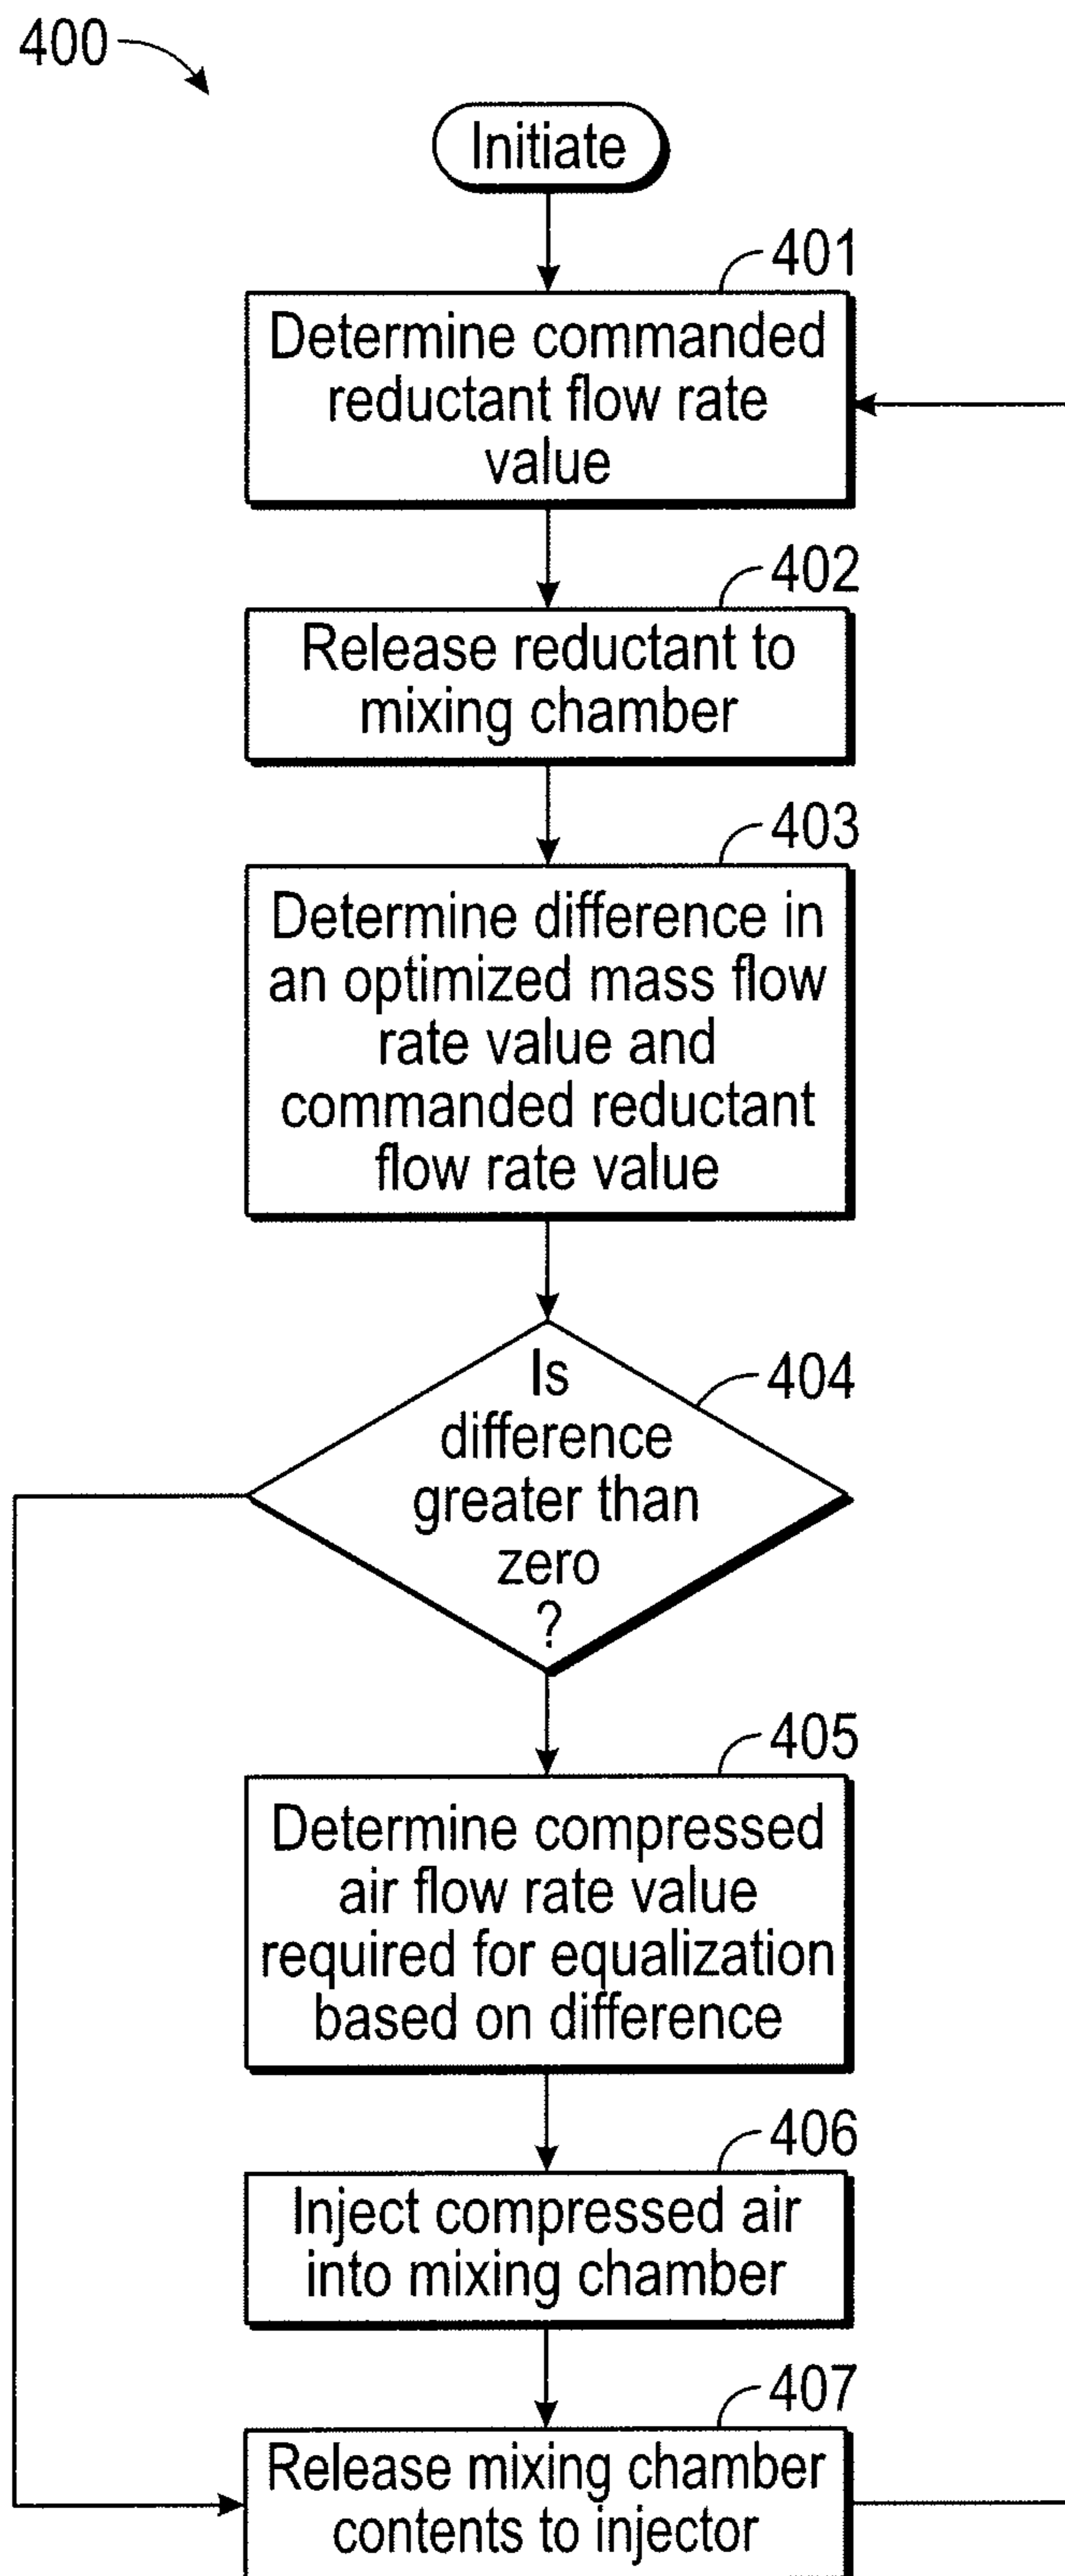 400
Initiate
401
Determine commanded
reductant flow rate
value
402
Release reductant to
mixing chamber
403
Determine difference in
an optimized mass flow
rate value and
commanded reductant
flow rate value
404
Is
difference
greater than
zero
?
405
Determine compressed
air flow rate value
required for equalization
based on difference
406
Inject compressed air
into mixing chamber
407
Release mixing chamber
contents to injector